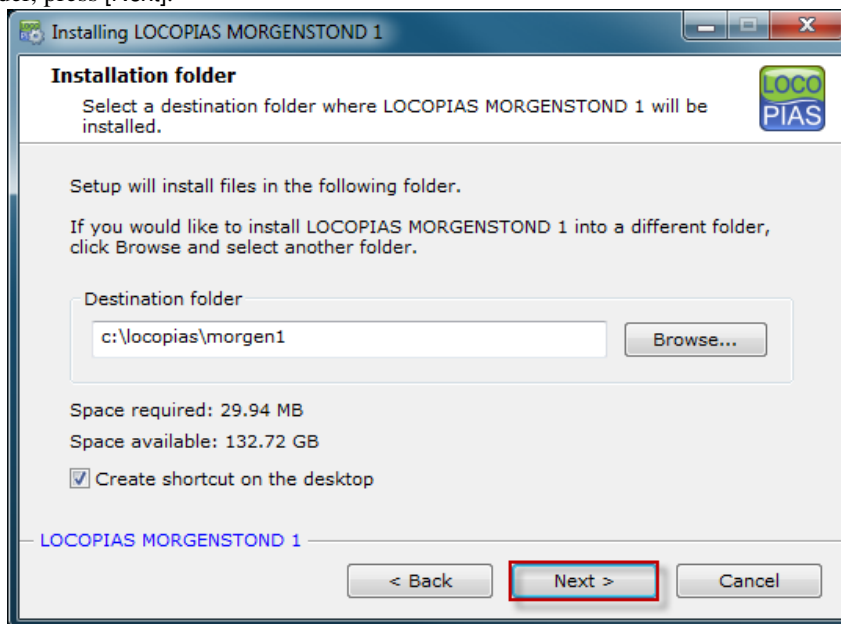 der, press [Next].
Installing LOCOPIAS MORGENSTOND 1
Installation folder
Select a destination folder where LOCOPIAS MORGENSTOND 1 will be
installed.
LOCO
PIAS
Setup will install files in the following folder.
If you would like to install LOCOPIAS MORGENSTOND 1 into a different folder,
click Browse and select another folder.
Destination folder
c:\locopias\morgen1
Browse...
Space required: 29.94 MB
Space available: 132.72 GB
Create shortcut on the desktop
LOCOPIAS MORGENSTOND 1
< Back
Next >
Cancel